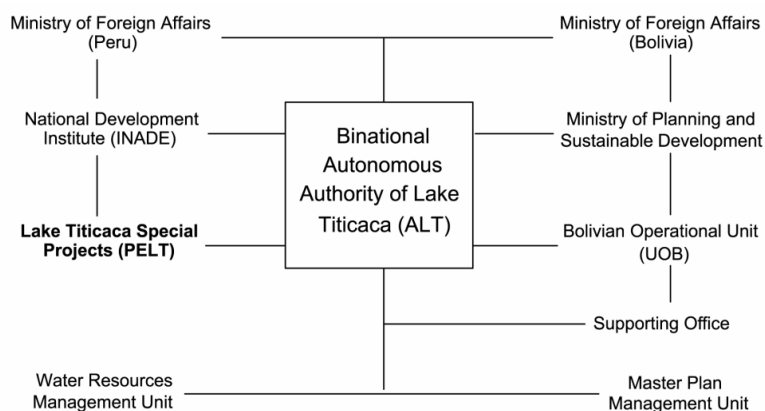 Ministry of Foreign Affairs
(Peru)
Ministry of Foreign Affairs
(Bolivia)
National Development
Institute (INADE)
Binational
Autonomous
Authority of Lake
Titicaca (ALT)
Ministry of Planning and
Sustainable Development
Lake Titicaca Special
Projects (PELT)
Bolivian Operational Unit
(UOB)
Supporting Office
Water Resources
Management Unit
Master Plan
Management Unit